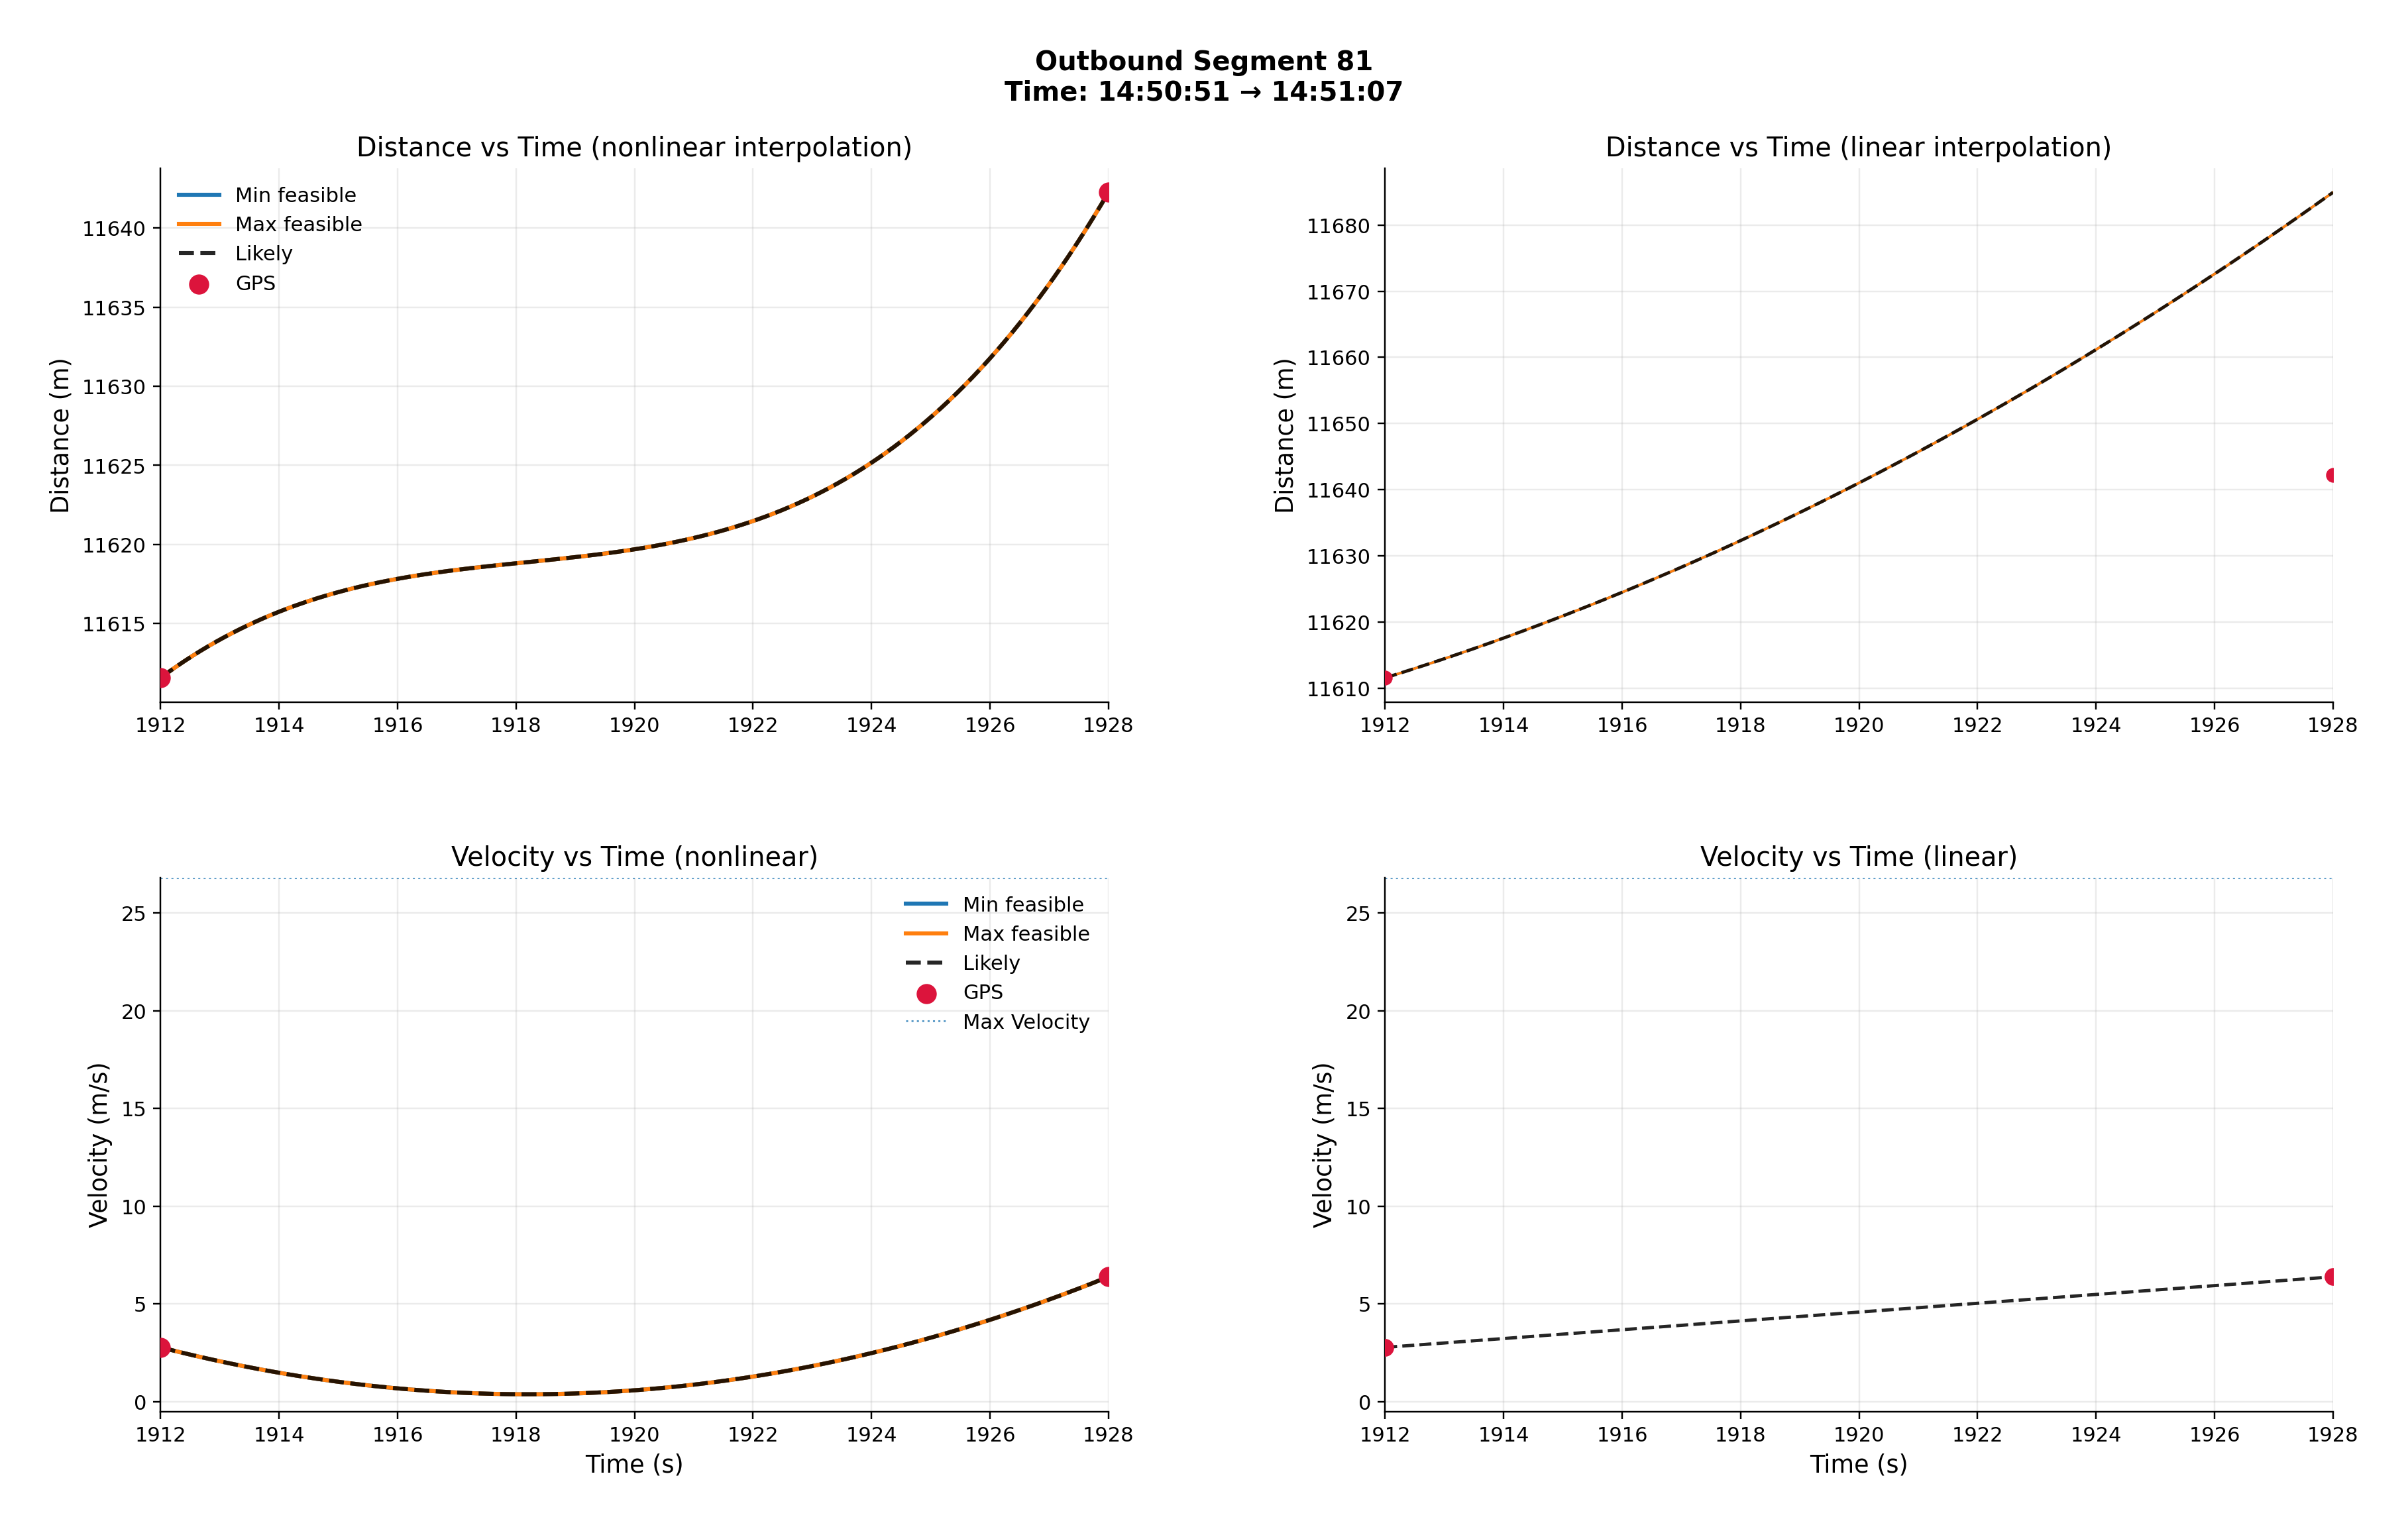 Outbound Segment 81
Time: 14:50:51 → 14:51:07
Distance vs Time (nonlinear interpolation)
Distance (m)
11640
11635
11630
11625
11620
11615
Min feasible
Max feasible
Likely
GPS
1912 1914 1916 1918 1920 1922 1924 1926 1928
Distance vs Time (linear interpolation)
Distance (m)
11680
11670
11660
11650
11640
11630
11620
11610
1912 1914 1916 1918 1920 1922 1924 1926 1928
Velocity vs Time (nonlinear)
Velocity (m/s)
25
20
15
10
5
0
Min feasible
Max feasible
Likely
GPS
Max Velocity
1912 1914 1916 1918 1920 1922 1924 1926 1928
Time (s)
Velocity vs Time (linear)
Velocity (m/s)
25
20
15
10
5
0
1912 1914 1916 1918 1920 1922 1924 1926 1928
Time (s)